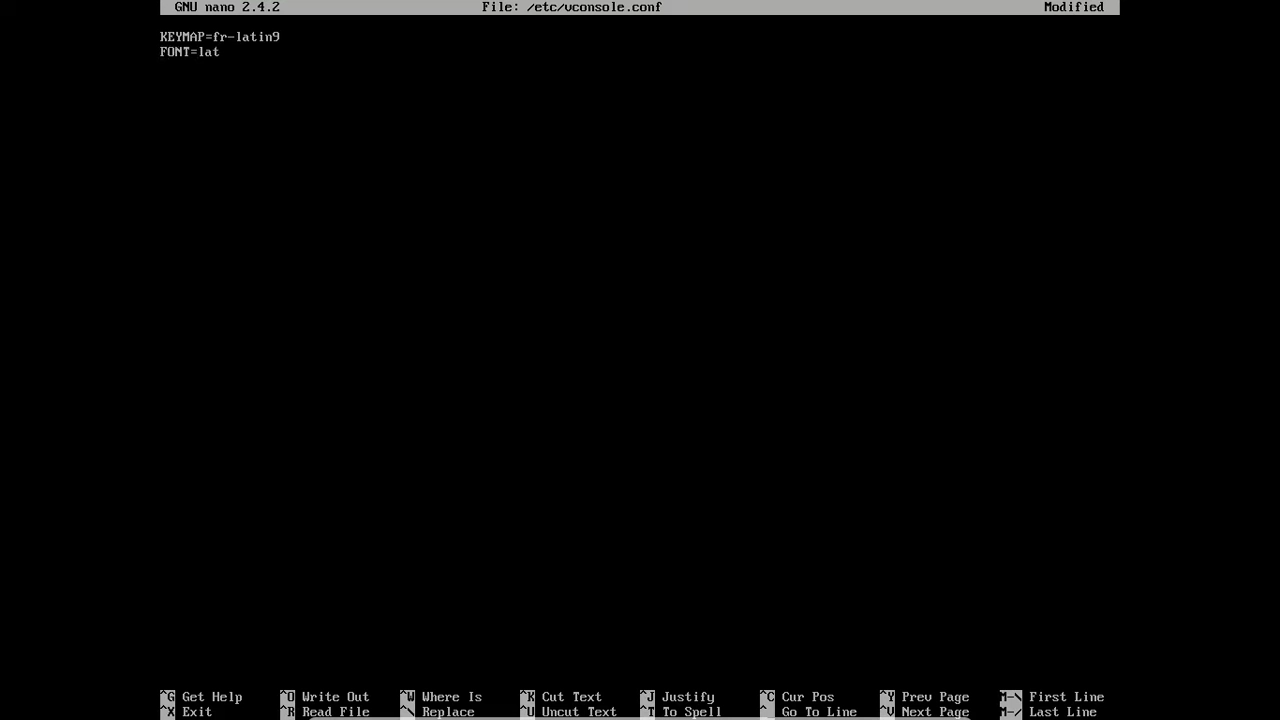 GNU nano 2.4.2 File: /etc/vconsole.conf Modified
KEYMAP=fr-latin9
FONT=lat
^G Get Help ^O Write Out ^W Where Is ^K Cut Text ^J Justify ^C Cur Pos ^Y Prev Page M-\ First Line
^X Exit ^R Read File ^\ Replace ^U Uncut Text ^T To Spell ^_ Go To Line ^V Next Page M-/ Last Line